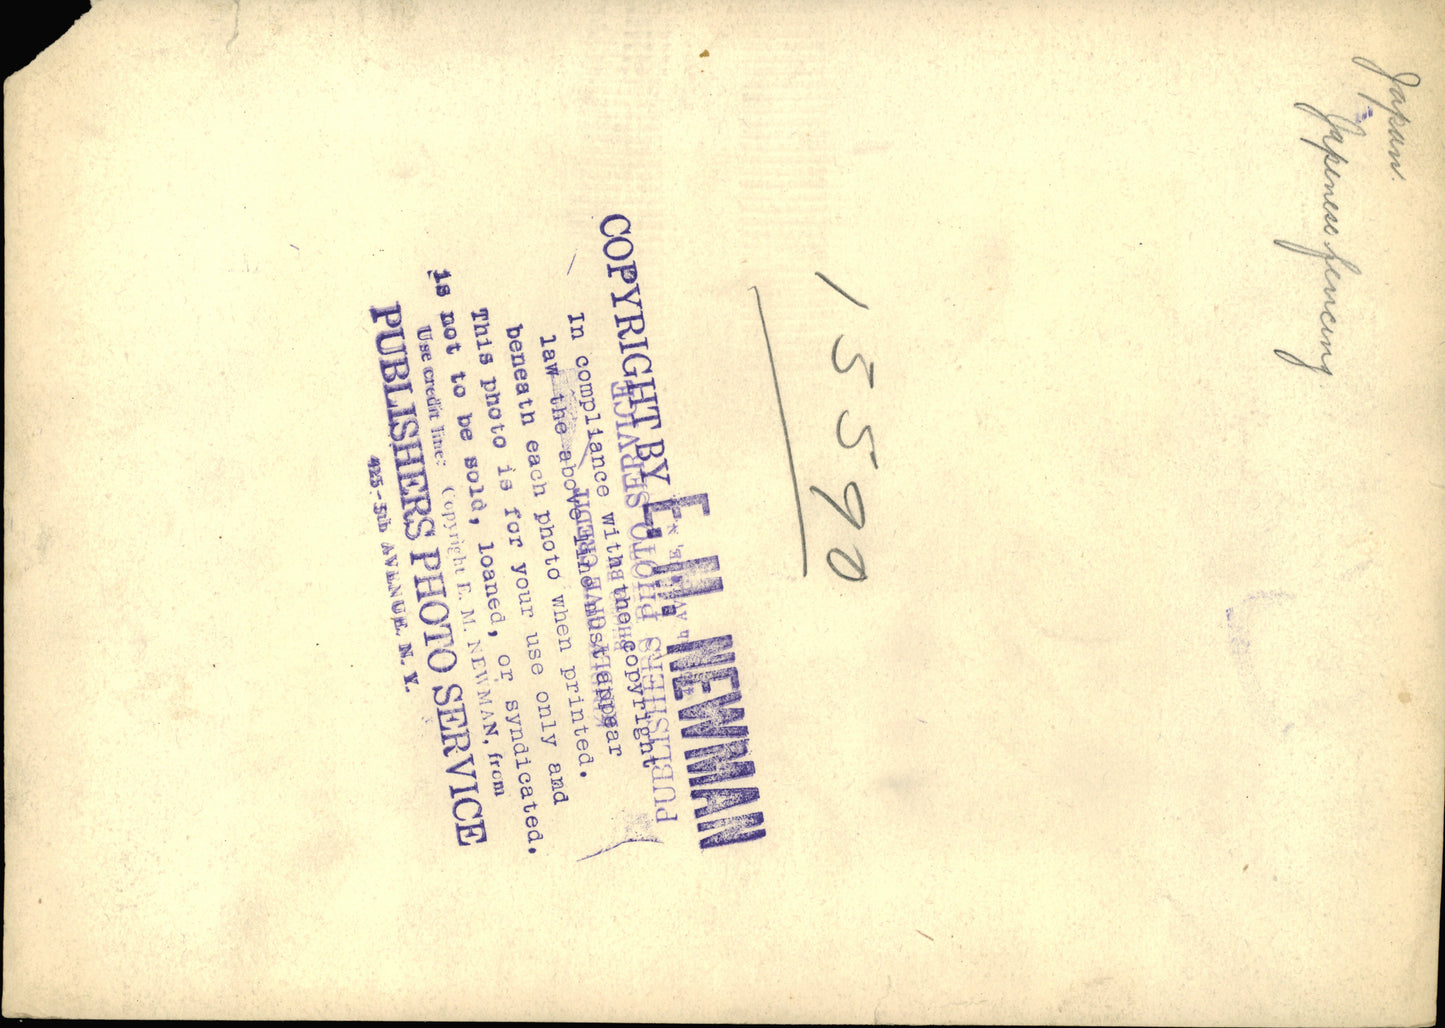 Japan.
Japenese fencing
15590
COPYRIGHT BY E. M. NEWMAN
In compliance with the copyright
law the above line must appear
beneath each photo when printed.
This photo is for your use only and
is not to be sold, loaned, or syndicated.
Use credit line: Copyright E. M. NEWMAN, from
PUBLISHERS PHOTO SERVICE
425-5th AVENUE, N. Y.
PUBLISHERS PHOTO SERVICE